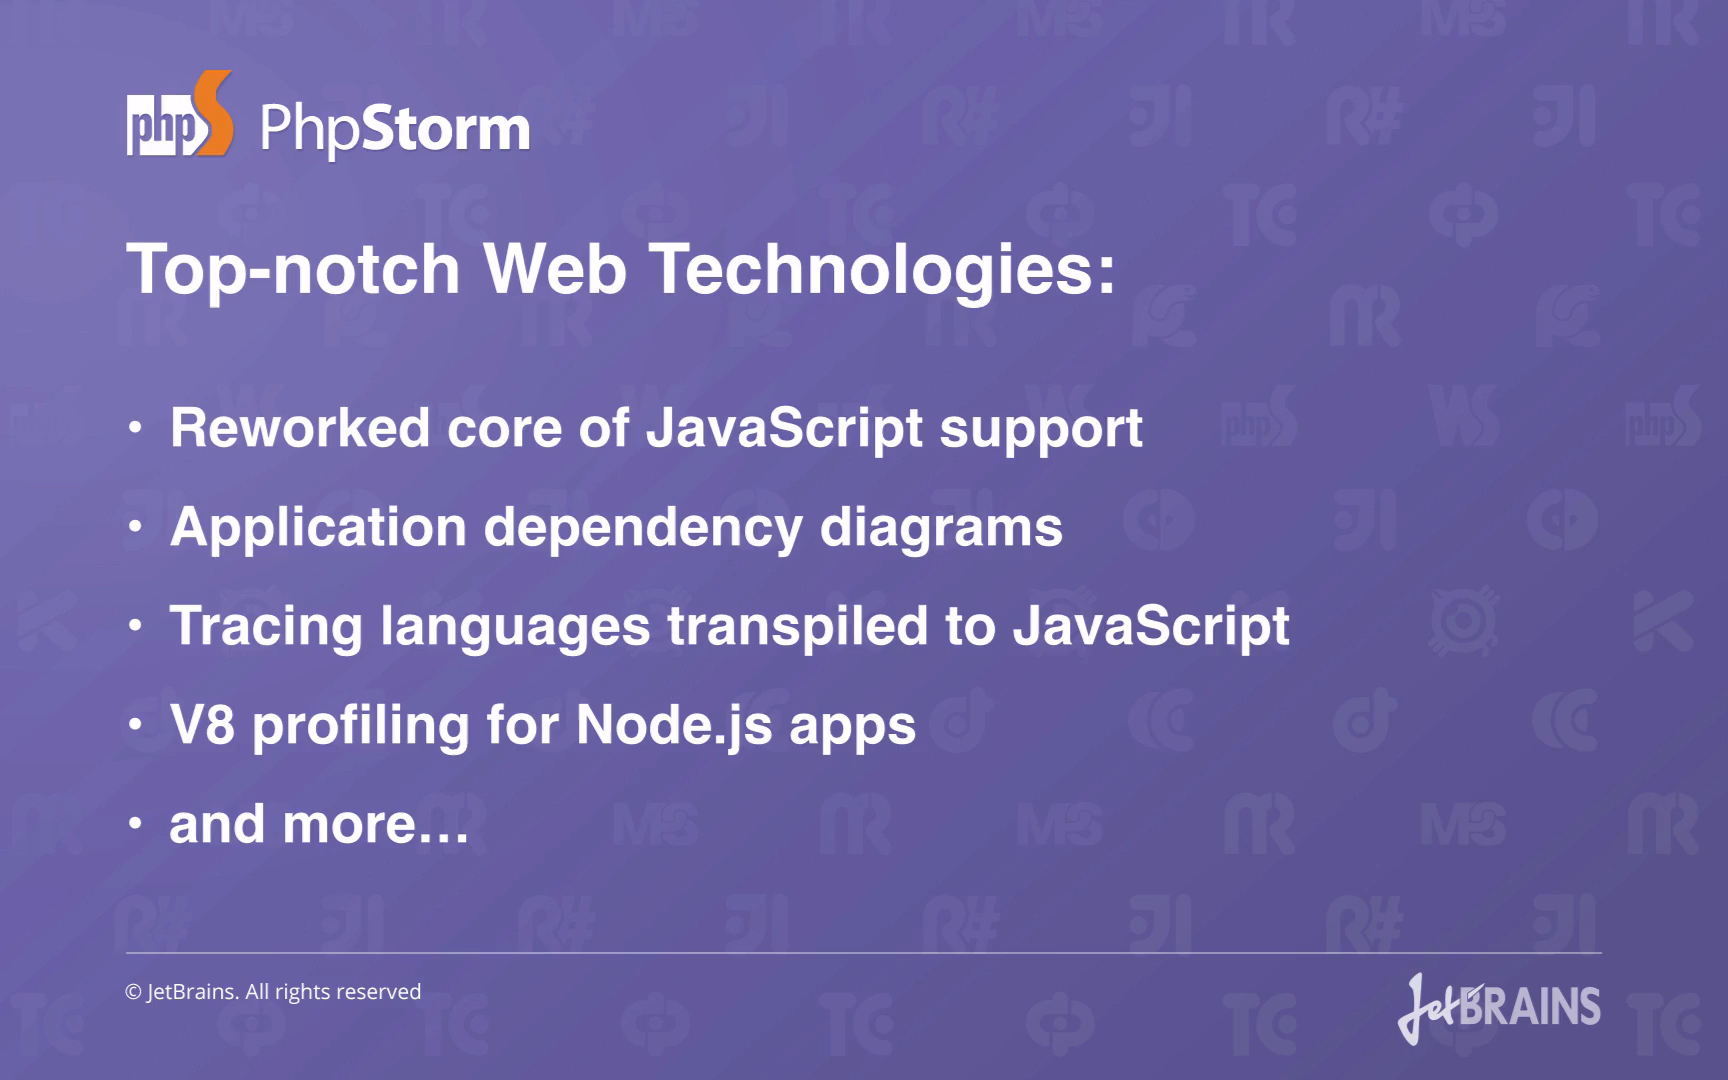 php PhpStorm
Top-notch Web Technologies:
• Reworked core of JavaScript support
• Application dependency diagrams
• Tracing languages transpiled to JavaScript
• V8 profiling for Node.js apps
• and more…
© JetBrains. All rights reserved
JetBRAINS